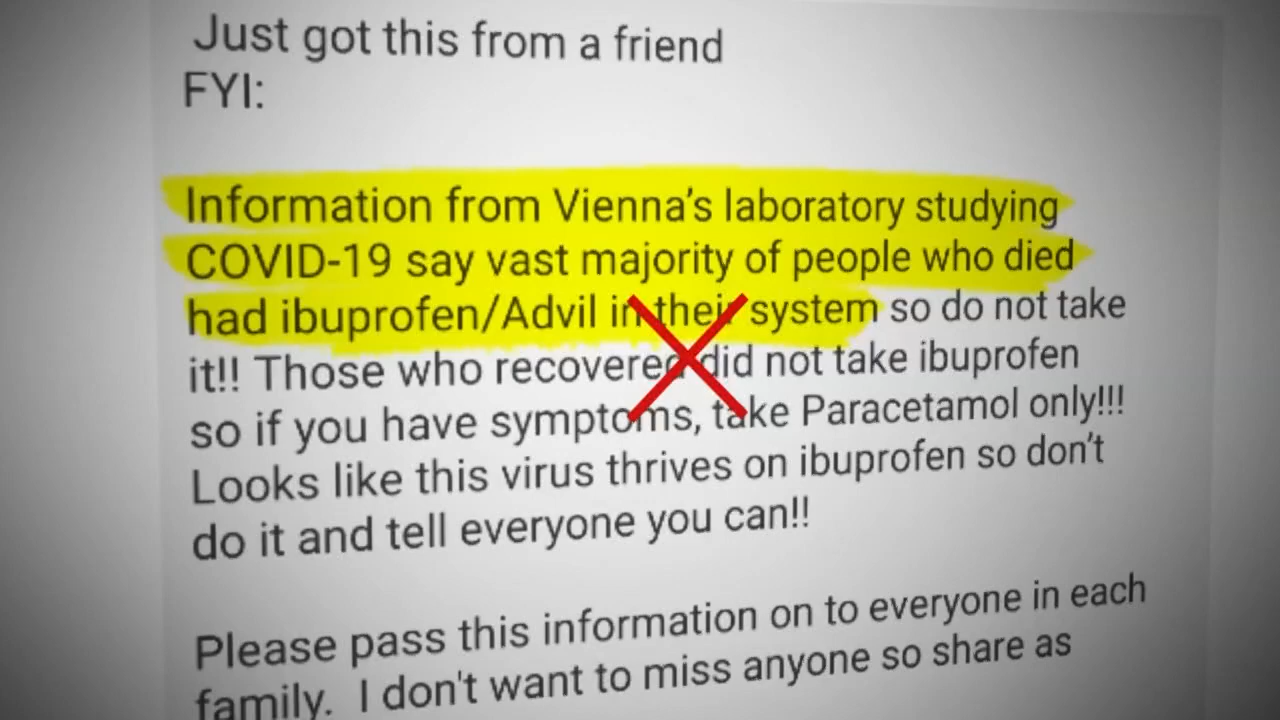 Just got this from a friend
FYI:
Information from Vienna's laboratory studying
COVID-19 say vast majority of people who died
had ibuprofen/Advil in their system so do not take
it!! Those who recovered did not take ibuprofen
so if you have symptoms, take Paracetamol only!!!
Looks like this virus thrives on ibuprofen so don't
do it and tell everyone you can!!
Please pass this information on to everyone in each
family. I don't want to miss anyone so share as